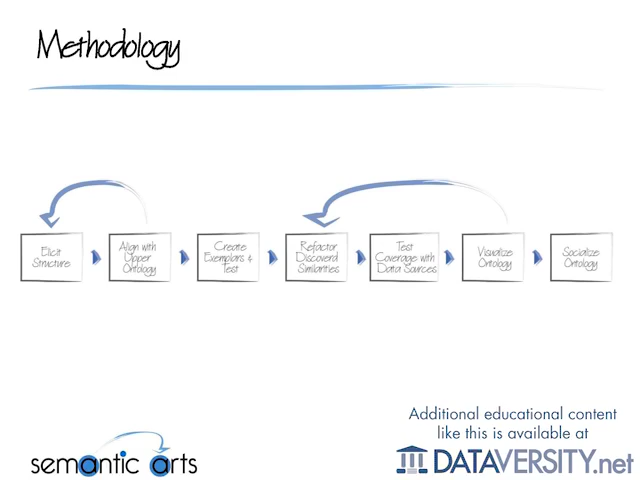 Methodology
Elicit
Structure
Align with
Upper
Ontology
Create
Exemplars &
Test
Refactor
Discoverd
Similarities
Test
Coverage with
Data Sources
Visualize
Ontology
Socialize
Ontology
semantic arts
Additional educational content
like this is available at
DATAVERSITY.net